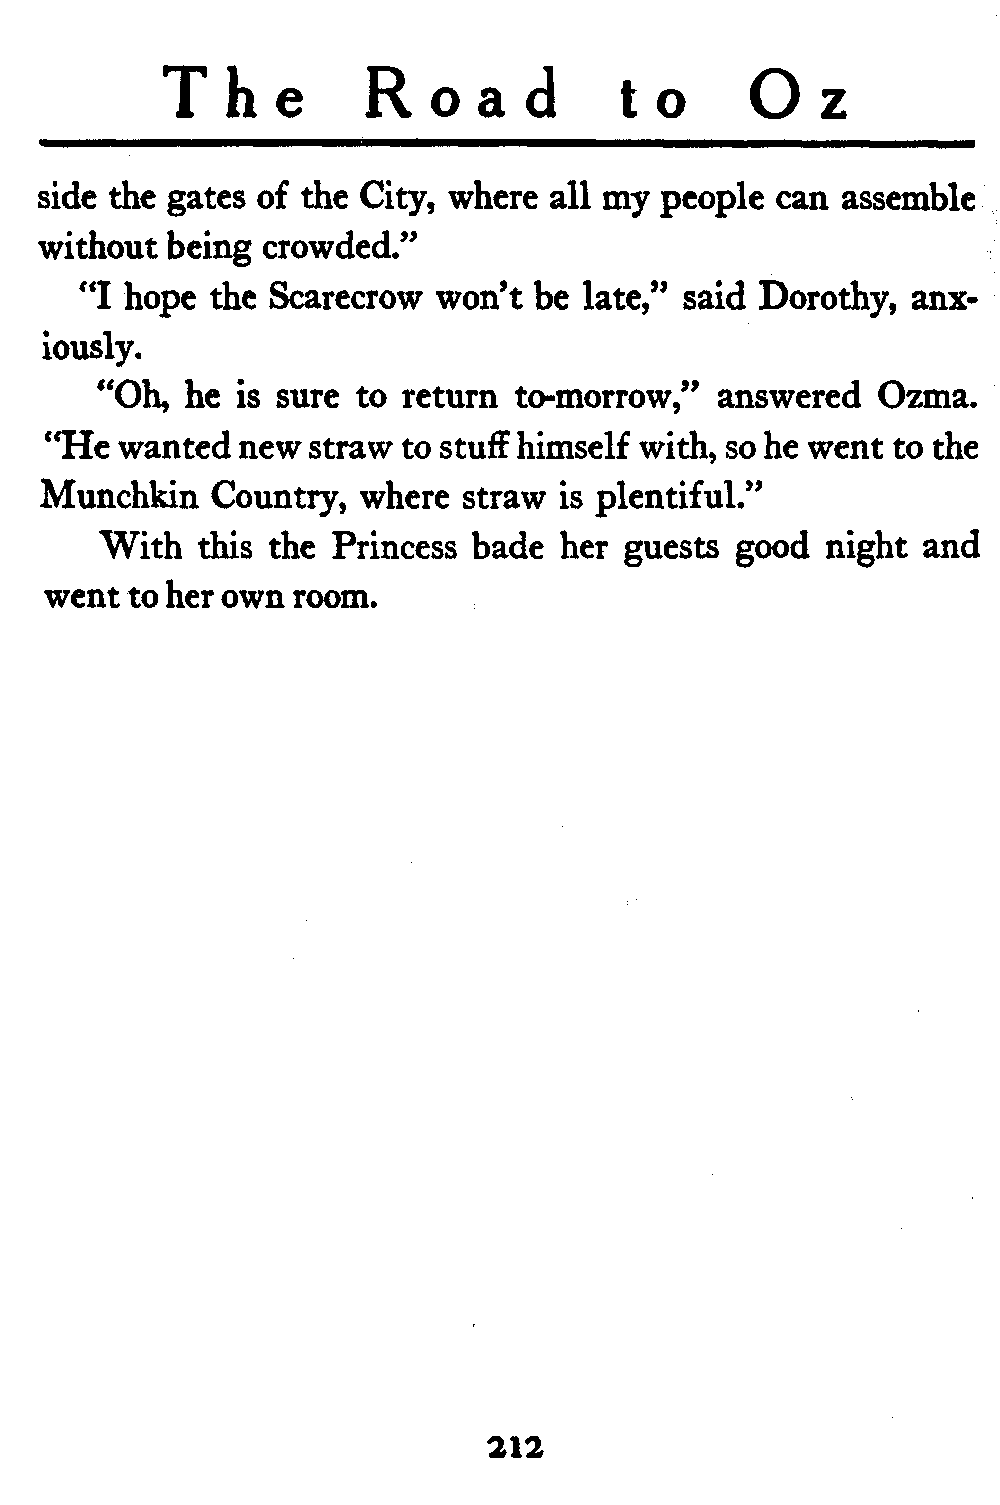 The Road to Oz
side the gates of the City, where all my people can assemble
without being crowded.”
“I hope the Scarecrow won’t be late,” said Dorothy, anx-
iously.
“Oh, he is sure to return to-morrow,” answered Ozma.
“He wanted new straw to stuff himself with, so he went to the
Munchkin Country, where straw is plentiful.”
With this the Princess bade her guests good night and
went to her own room.
212